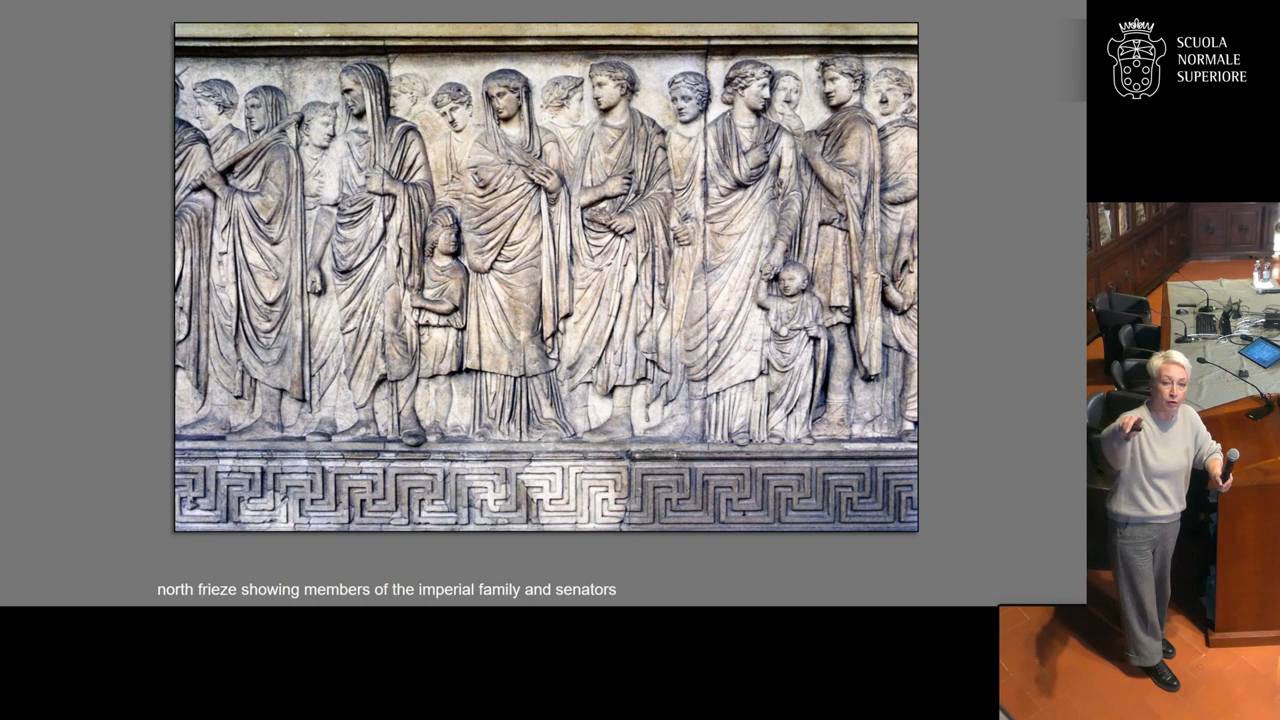 SCUOLA
NORMALE
SUPERIORE
north frieze showing members of the imperial family and senators